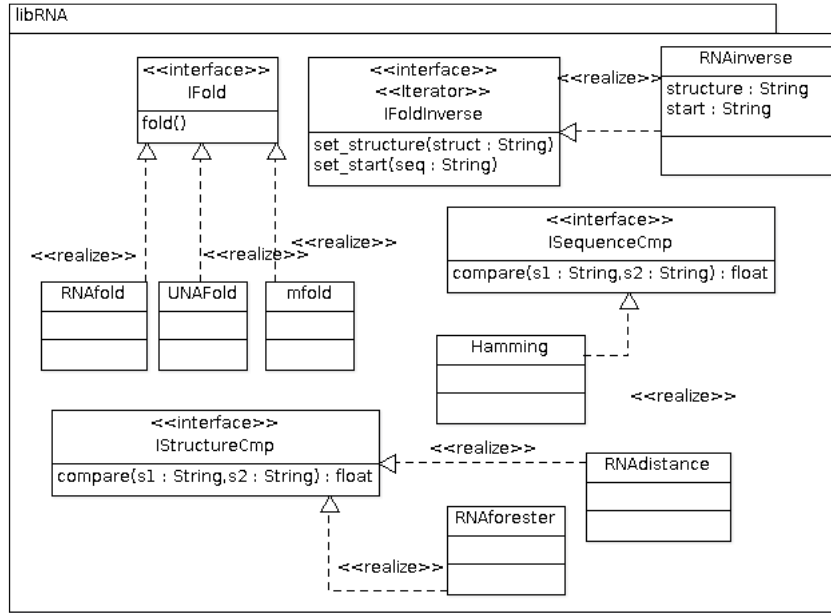 libRNA
<<interface>>
IFold
fold()
<<interface>>
<<Iterator>>
IFoldInverse
set_structure(struct : String)
set_start(seq : String)
<<realize>>
RNAinverse
structure : String
start : String
<<interface>>
ISequenceCmp
compare(s1 : String,s2 : String) : float
<<realize>>
<<realize>>
<<realize>>
RNAfold
UNAFold
mfold
Hamming
<<realize>>
<<interface>>
IStructureCmp
compare(s1 : String,s2 : String) : float
<<realize>>
RNAdistance
RNAforester
<<realize>>